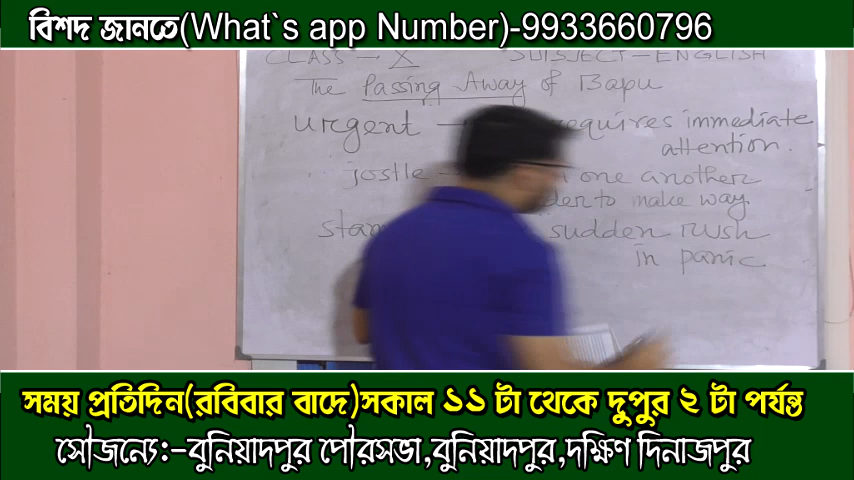 বিশদ জানতে(What`s app Number)-9933660796
CLASS - X SUBJECT-ENGLISH
The Passing Away of Bapu
urgent - requires immediate
attention.
jostle - one another
to make way.
sudden rush
in panic
সময় প্রতিদিন(রবিবার বাদে)সকাল ১১ টা থেকে দুপুর ২ টা পর্যন্ত
সৌজন্যে:-বুনিয়াদপুর পৌরসভা,বুনিয়াদপুর,দক্ষিণ দিনাজপুর